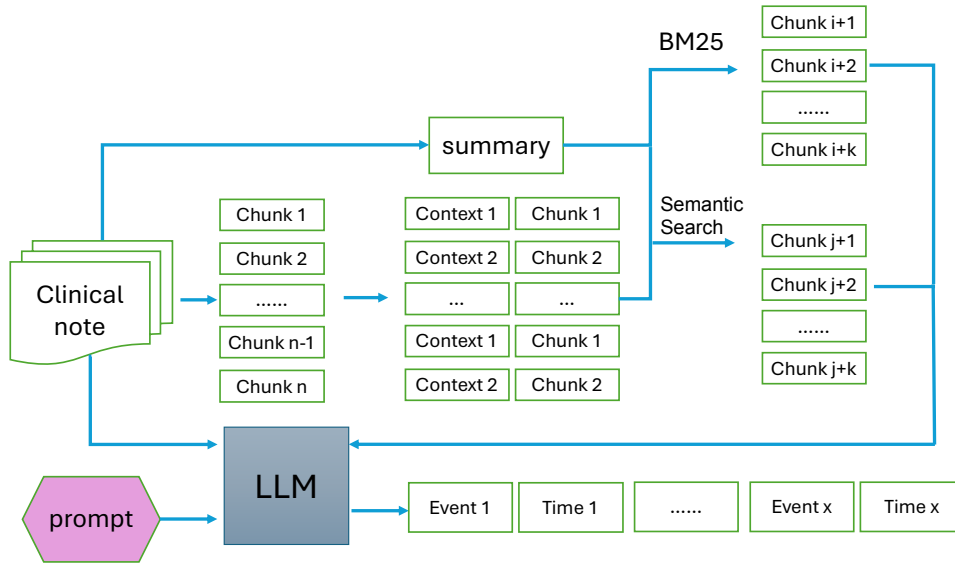 BM25
Chunk i+1
Chunk i+2
......
Chunk i+k
summary
Semantic
Search
Chunk j+1
Chunk j+2
......
Chunk j+k
Clinical
note
Chunk 1
Chunk 2
......
Chunk n-1
Chunk n
Context 1 Chunk 1
Context 2 Chunk 2
... ...
Context 1 Chunk 1
Context 2 Chunk 2
LLM
prompt
Event 1 Time 1 ...... Event x Time x